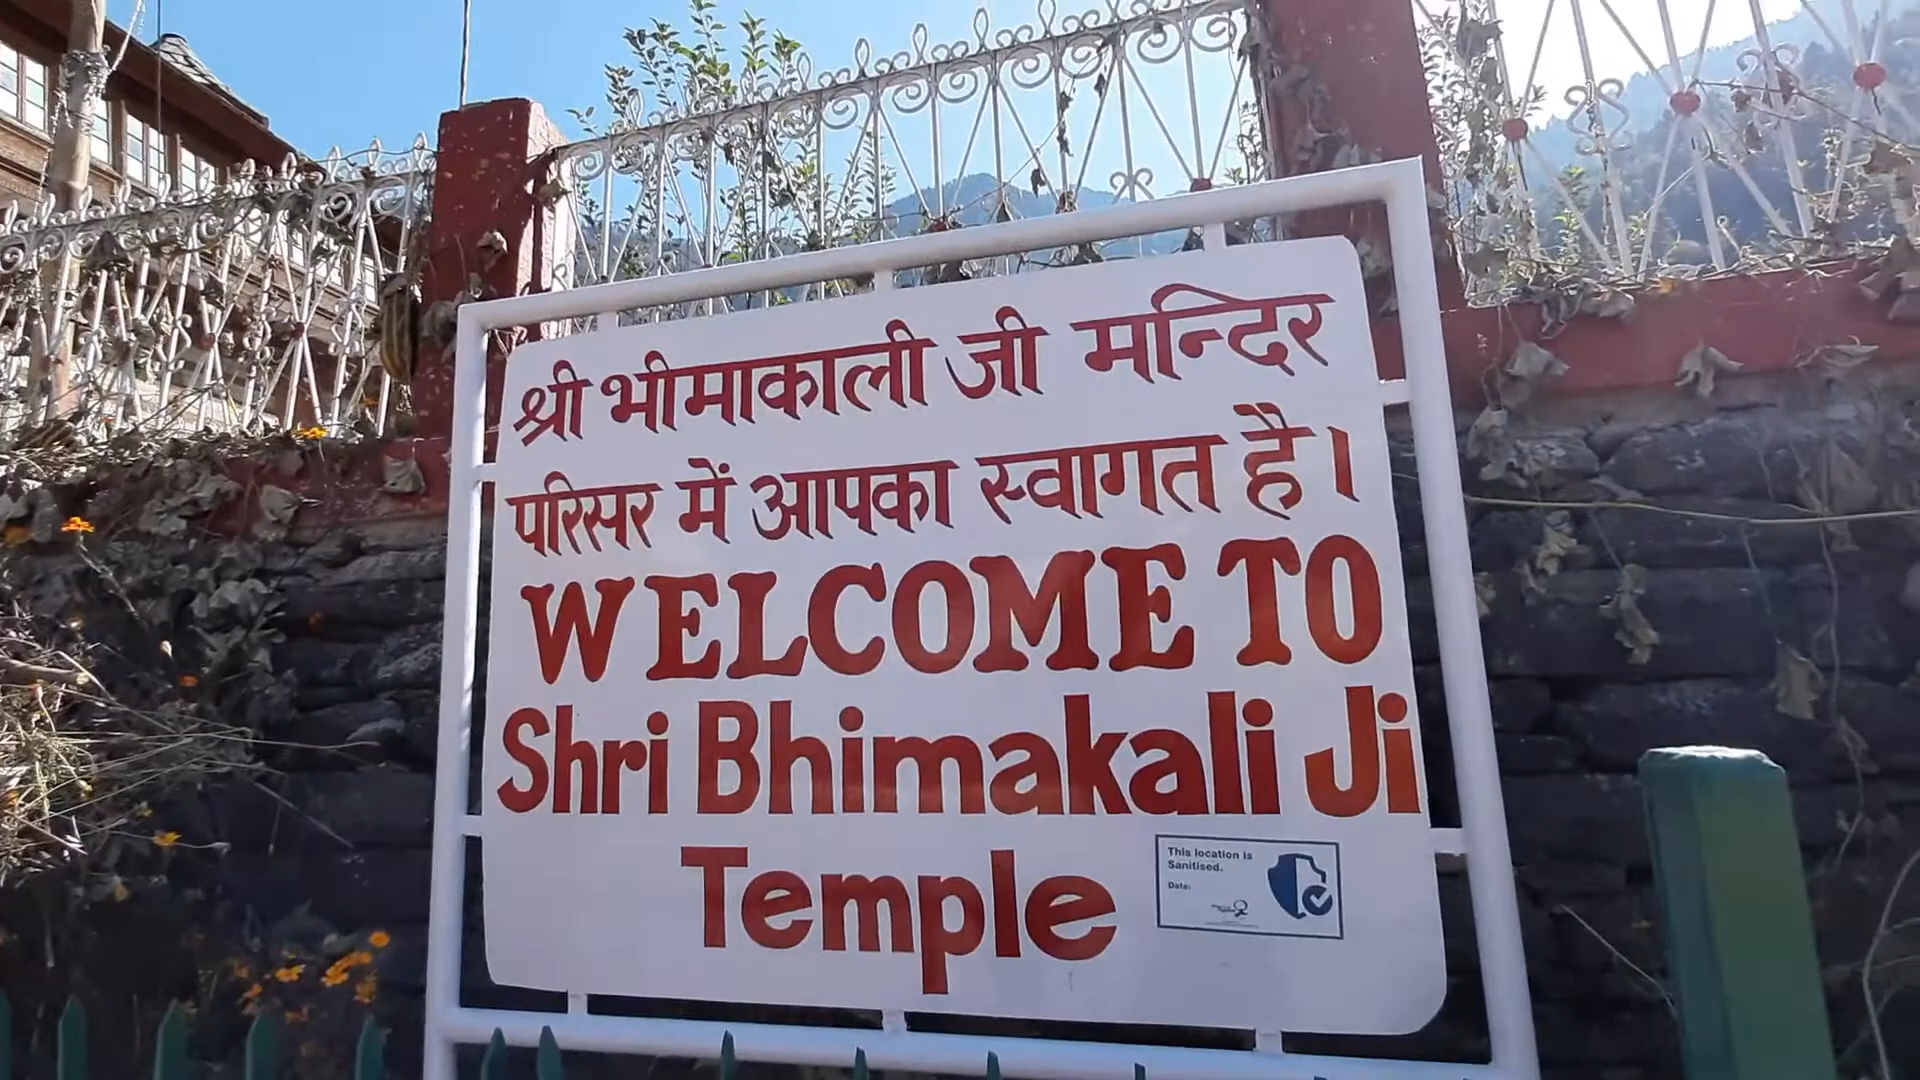 श्री भीमाकाली जी मन्दिर
परिसर में आपका स्वागत है।
WELCOME TO
Shri Bhimakali Ji
Temple
This location is
Sanitised.
Date: